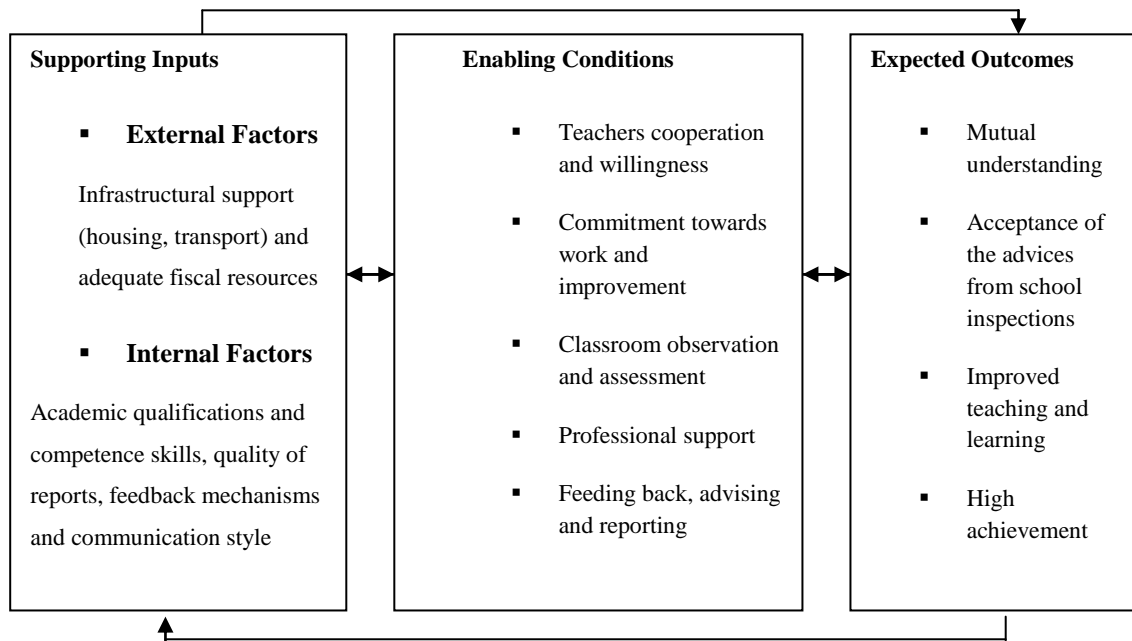 Supporting Inputs
▪ External Factors
Infrastructural support
(housing, transport) and
adequate fiscal resources
▪ Internal Factors
Academic qualifications and
competence skills, quality of
reports, feedback mechanisms
and communication style
Enabling Conditions
▪ Teachers cooperation
and willingness
▪ Commitment towards
work and
improvement
▪ Classroom observation
and assessment
▪ Professional support
▪ Feeding back, advising
and reporting
Expected Outcomes
▪ Mutual
understanding
▪ Acceptance of
the advices
from school
inspections
▪ Improved
teaching and
learning
▪ High
achievement